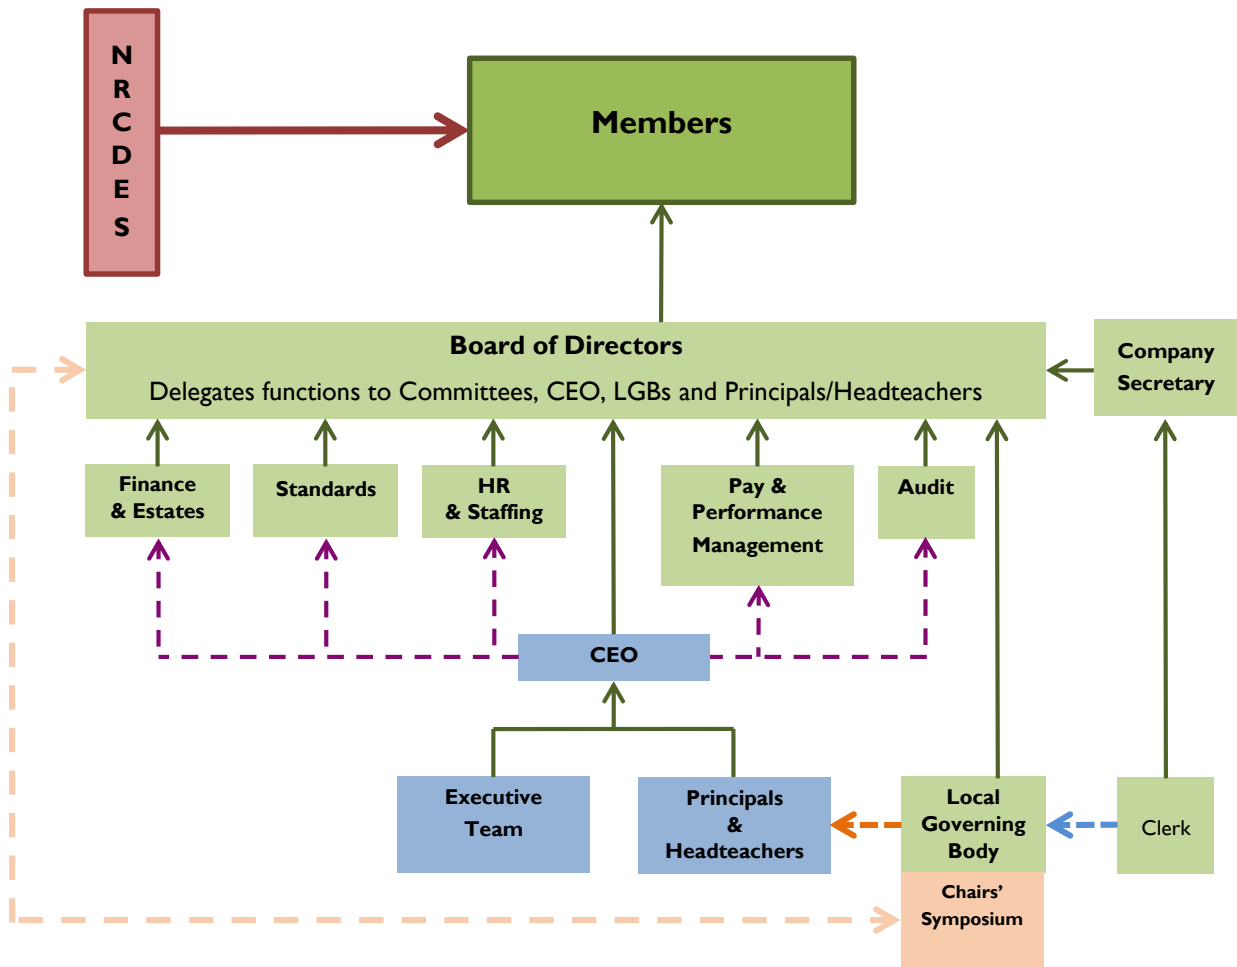 N
R
C
D
E
S
Members
Board of Directors
Delegates functions to Committees, CEO, LGBs and Principals/Headteachers
Company
Secretary
Finance
& Estates
Standards
HR
& Staffing
Pay &
Performance
Management
Audit
CEO
Executive
Team
Principals
&
Headteachers
Local
Governing
Body
Clerk
Chairs’
Symposium